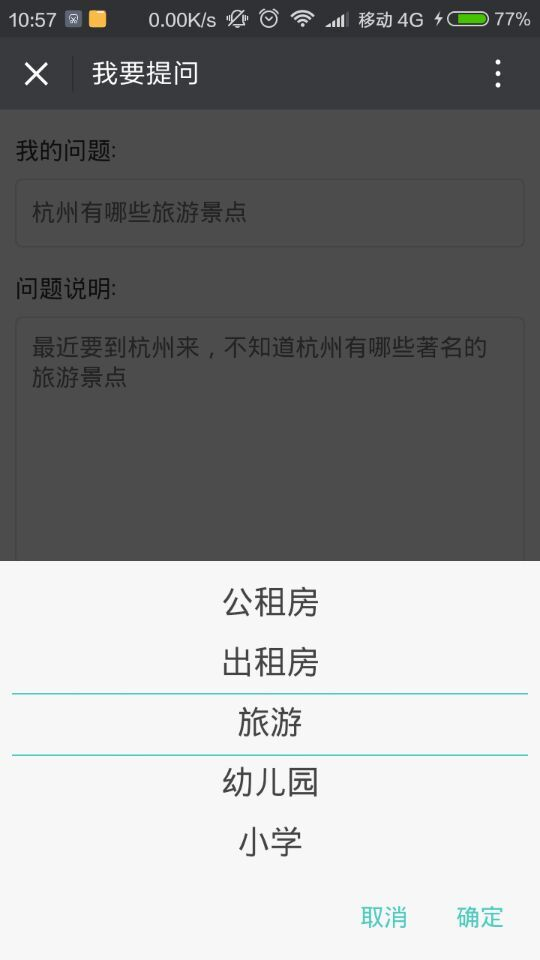 10:57 0.00K/s 移动 4G 77%
我要提问
我的问题:
杭州有哪些旅游景点
问题说明:
最近要到杭州来，不知道杭州有哪些著名的
旅游景点
公租房
出租房
旅游
幼儿园
小学
取消 确定